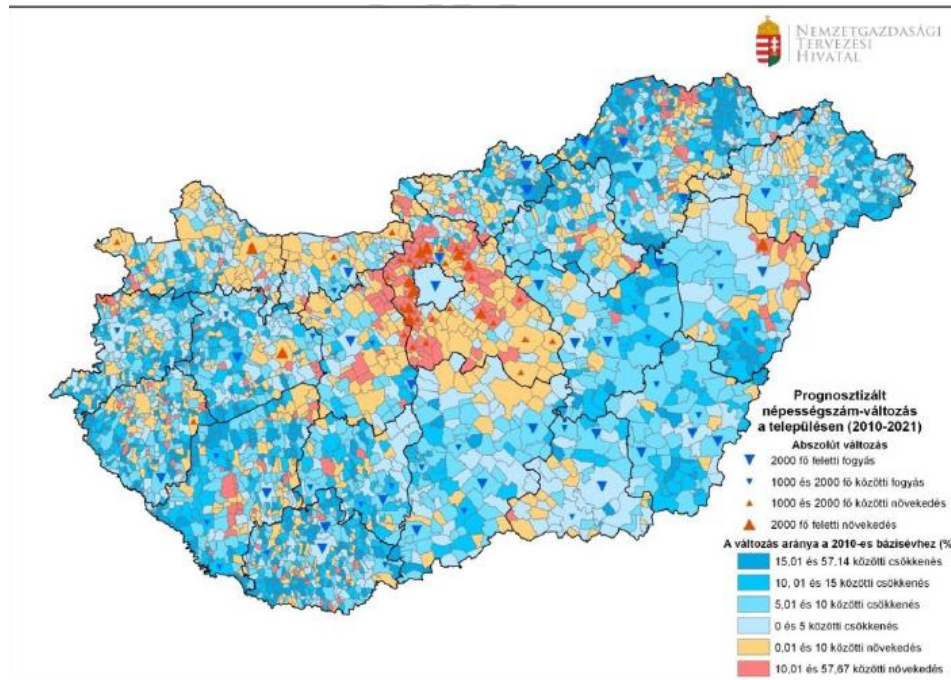 NEMZETGAZDASÁGI
TERVEZÉSI
HIVATAL
Prognosztizált
népességszám-változás
a településen (2010-2021)
Abszolút változás
2000 fő feletti fogyás
1000 és 2000 fő közötti fogyás
1000 és 2000 fő közötti növekedés
2000 fő feletti növekedés
A változás aránya a 2010-es bázisévhez (%
15,01 és 57,14 közötti csökkenés
10, 01 és 15 közötti csökkenés
5,01 és 10 közötti csökkenés
0 és 5 közötti csökkenés
0,01 és 10 közötti növekedés
10,01 és 57,67 közötti növekedés